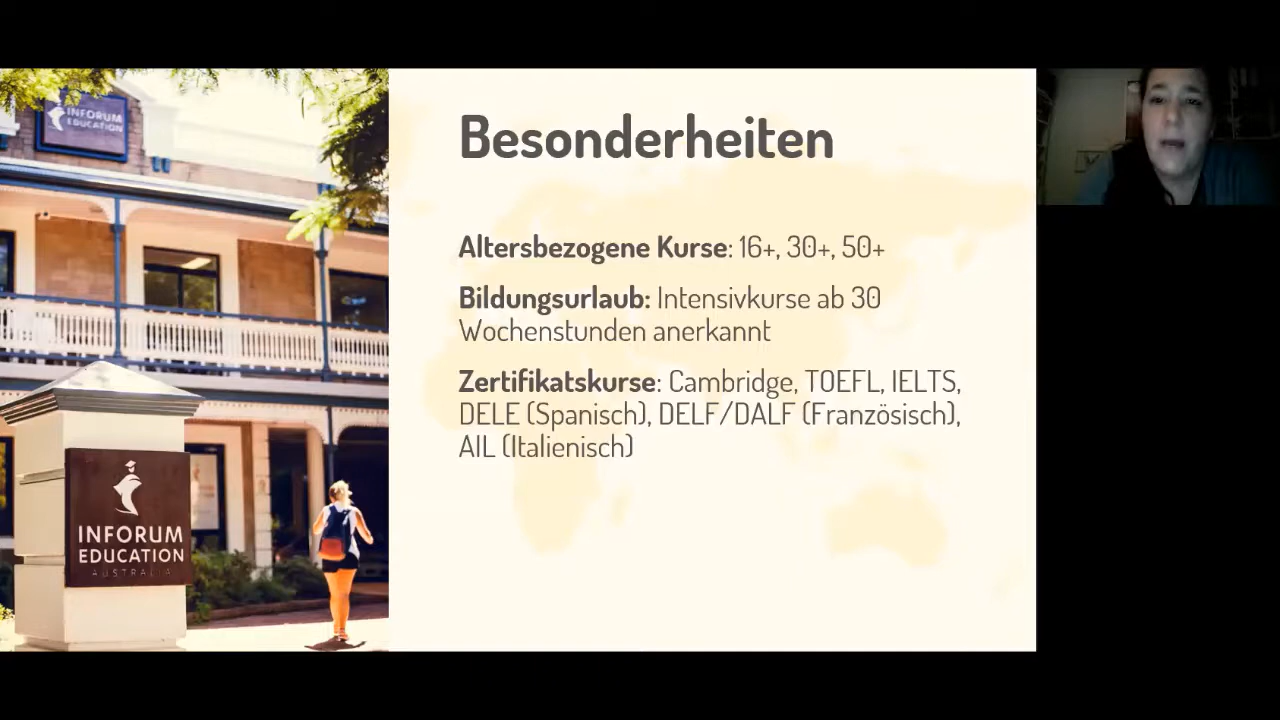 INFORUM
EDUCATION
Besonderheiten
Altersbezogene Kurse: 16+, 30+, 50+
Bildungsurlaub: Intensivkurse ab 30
Wochenstunden anerkannt
Zertifikatskurse: Cambridge, TOEFL, IELTS,
DELE (Spanisch), DELF/DALF (Französisch),
AIL (Italienisch)
INFORUM
EDUCATION
AUSTRALIA